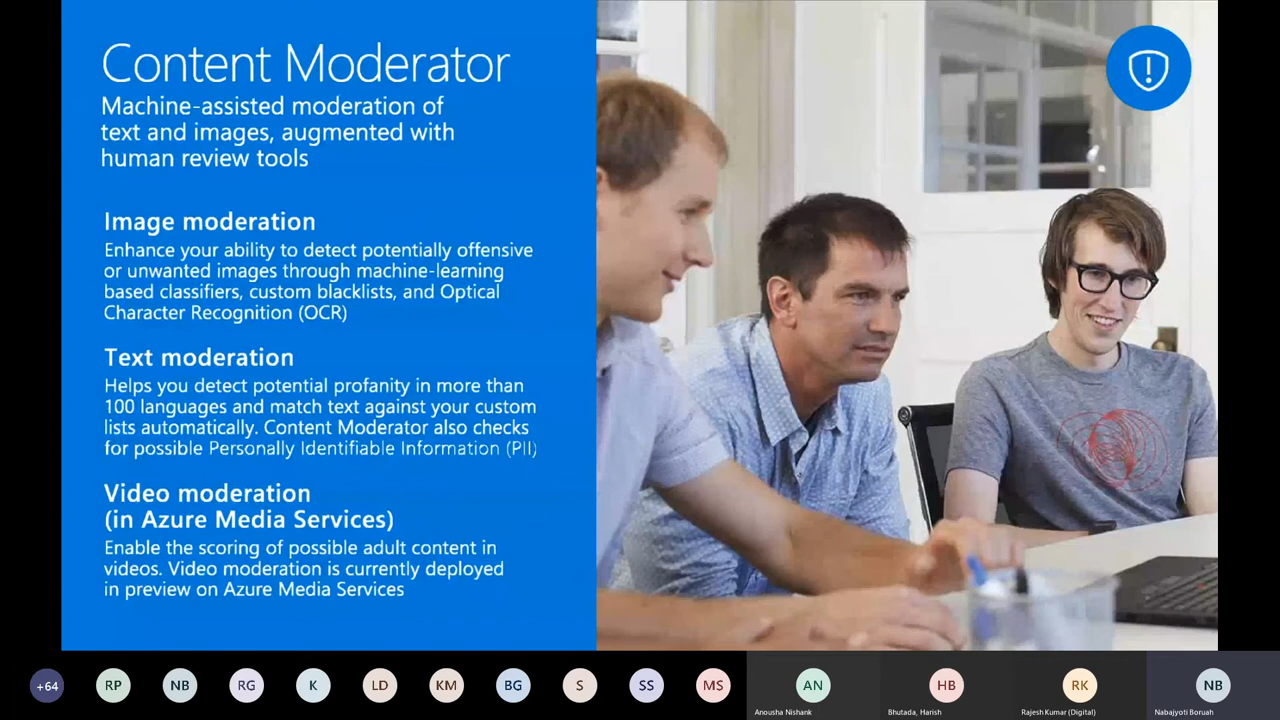 Content Moderator
Machine-assisted moderation of
text and images, augmented with
human review tools
Image moderation
Enhance your ability to detect potentially offensive
or unwanted images through machine-learning
based classifiers, custom blacklists, and Optical
Character Recognition (OCR)
Text moderation
Helps you detect potential profanity in more than
100 languages and match text against your custom
lists automatically. Content Moderator also checks
for possible Personally Identifiable Information (PII)
Video moderation
(in Azure Media Services)
Enable the scoring of possible adult content in
videos. Video moderation is currently deployed
in preview on Azure Media Services
+64 RP NB RG K LD KM BG S SS MS AN HB RK NB
Anousha Nishank Bhutada, Harish Rajesh Kumar (Digital) Nabajyoti Boruah